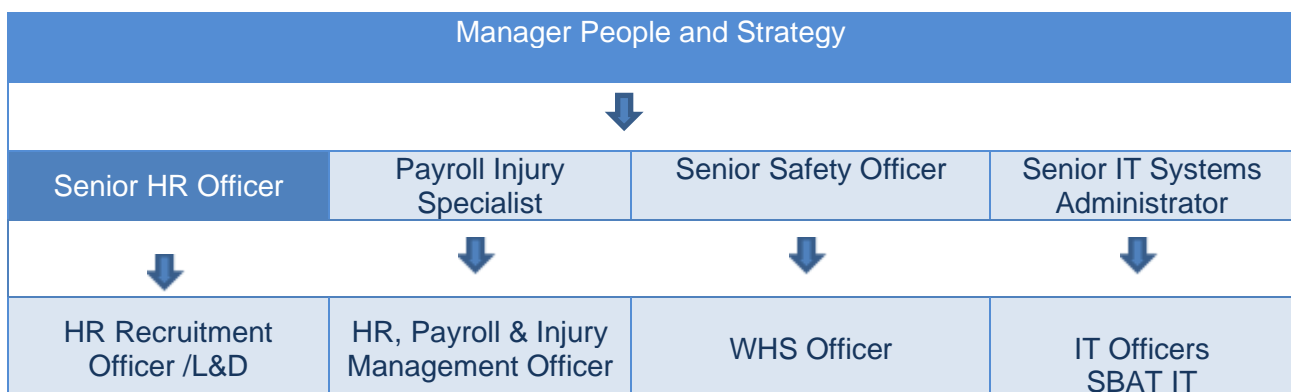 Manager People and Strategy
Senior HR Officer
Payroll Injury
Specialist
Senior Safety Officer
Senior IT Systems
Administrator
HR Recruitment
Officer /L&D
HR, Payroll & Injury
Management Officer
WHS Officer
IT Officers
SBAT IT